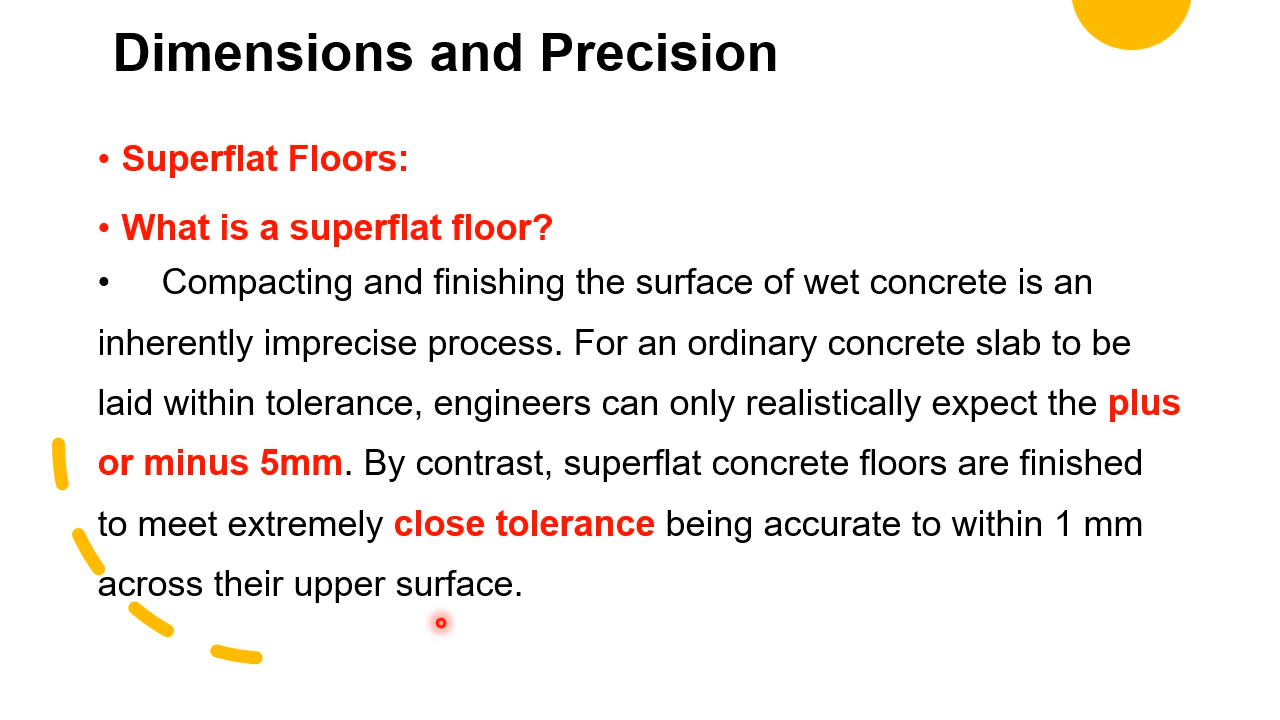 Dimensions and Precision
• Superflat Floors:
• What is a superflat floor?
• Compacting and finishing the surface of wet concrete is an
inherently imprecise process. For an ordinary concrete slab to be
laid within tolerance, engineers can only realistically expect the plus
or minus 5mm. By contrast, superflat concrete floors are finished
to meet extremely close tolerance being accurate to within 1 mm
across their upper surface.